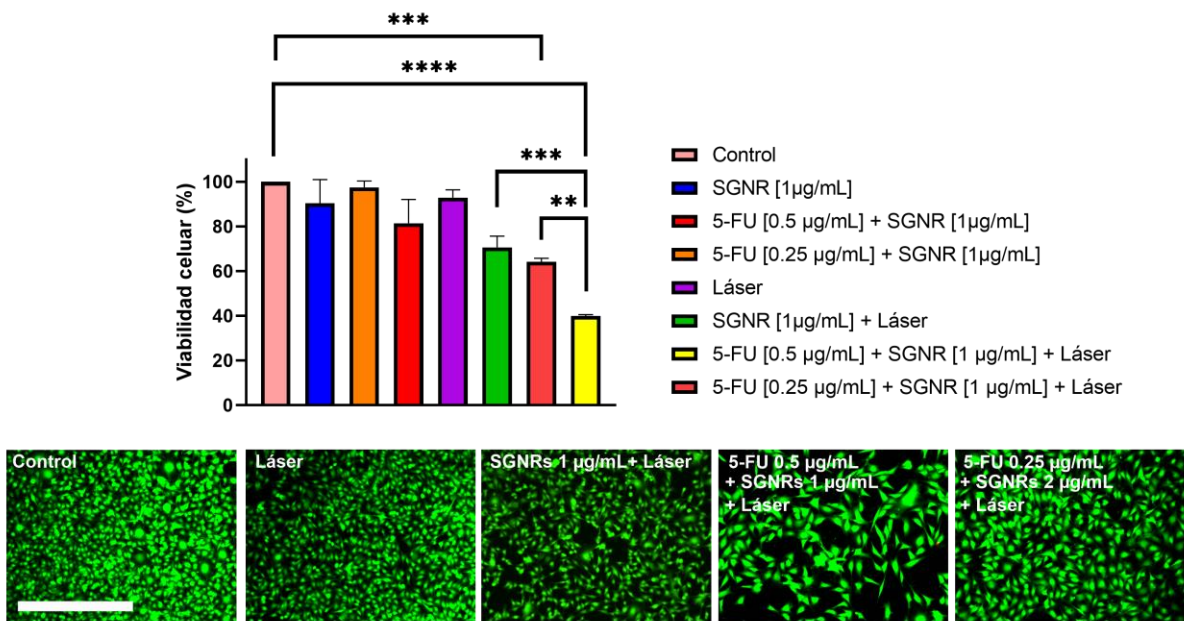 ***
****
***
**
Viabilidad celuar (%)
100
80
60
40
20
0
Control
SGNR [1µg/mL]
5-FU [0.5 µg/mL] + SGNR [1µg/mL]
5-FU [0.25 µg/mL] + SGNR [1µg/mL]
Láser
SGNR [1µg/mL] + Láser
5-FU [0.5 µg/mL] + SGNR [1 µg/mL] + Láser
5-FU [0.25 µg/mL] + SGNR [1 µg/mL] + Láser
Control
Láser
SGNRs 1 µg/mL+ Láser
5-FU 0.5 µg/mL
+ SGNRs 1 µg/mL
+ Láser
5-FU 0.25 µg/mL
+ SGNRs 2 µg/mL
+ Láser